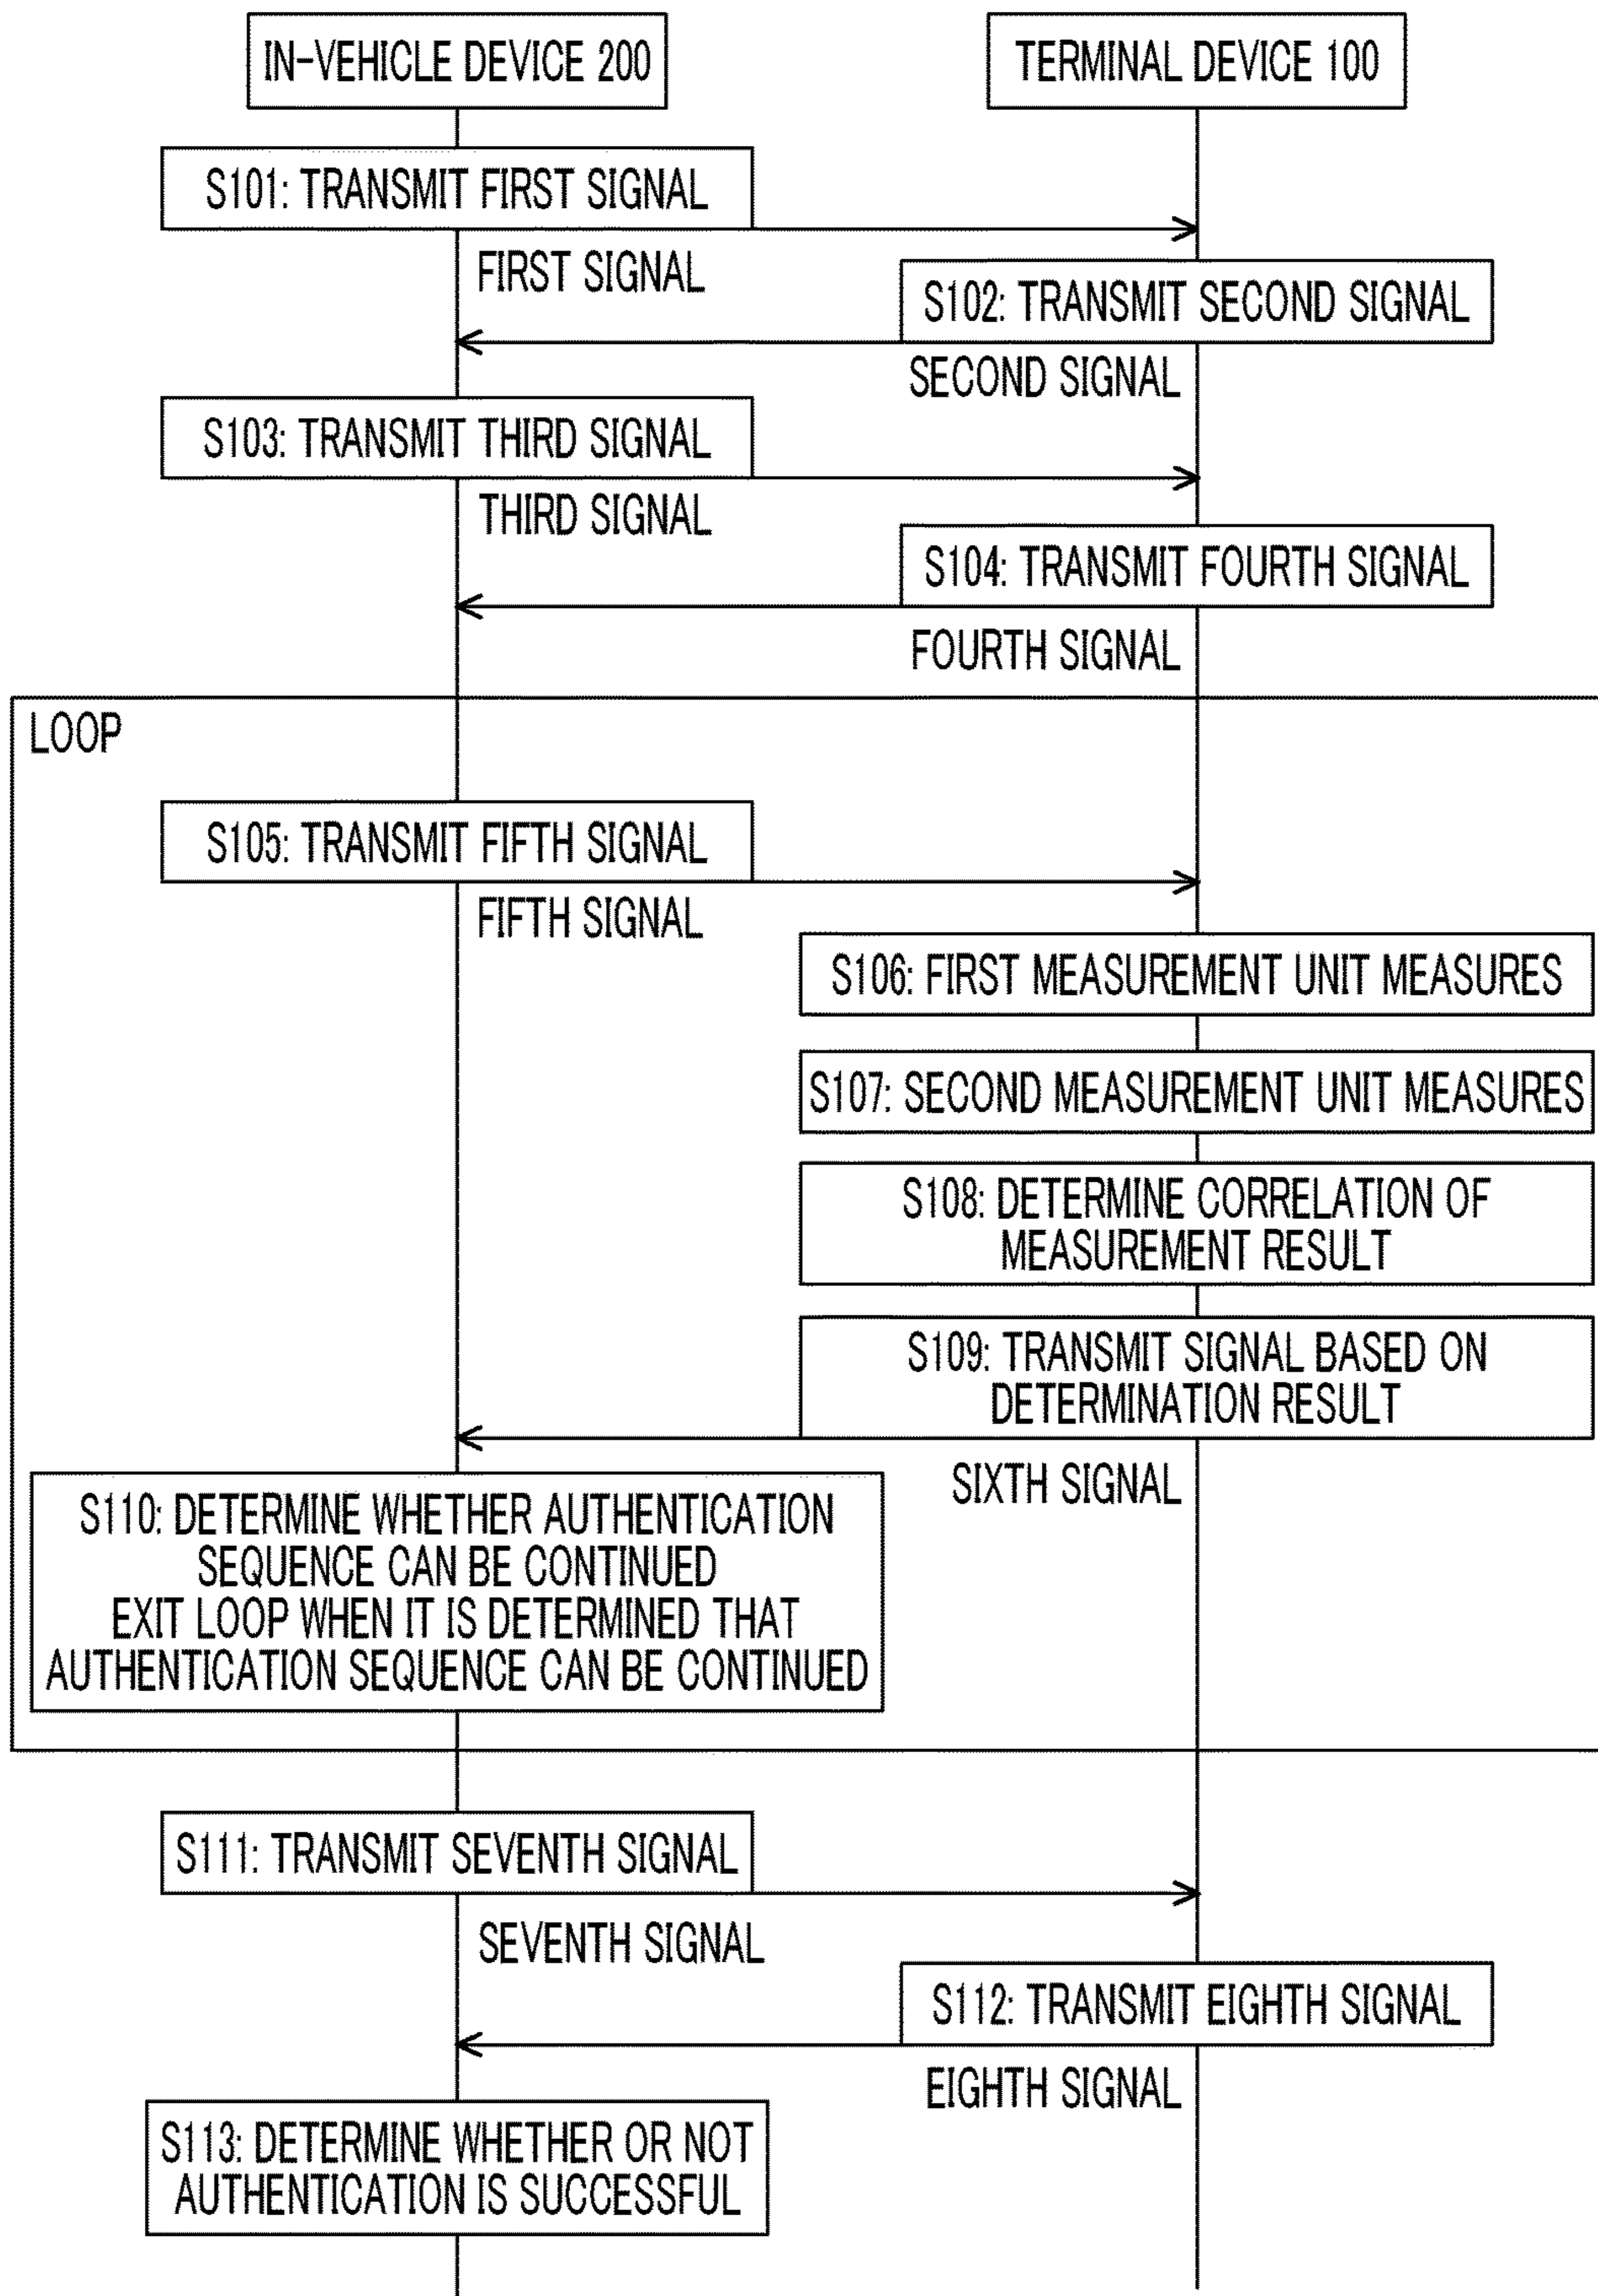 IN-VEHICLE DEVICE 200
TERMINAL DEVICE 100
S101: TRANSMIT FIRST SIGNAL
FIRST SIGNAL
S102: TRANSMIT SECOND SIGNAL
SECOND SIGNAL
S103: TRANSMIT THIRD SIGNAL
THIRD SIGNAL
S104: TRANSMIT FOURTH SIGNAL
FOURTH SIGNAL
LOOP
S105: TRANSMIT FIFTH SIGNAL
FIFTH SIGNAL
S106: FIRST MEASUREMENT UNIT MEASURES
S107: SECOND MEASUREMENT UNIT MEASURES
S108: DETERMINE CORRELATION OF
MEASUREMENT RESULT
S109: TRANSMIT SIGNAL BASED ON
DETERMINATION RESULT
SIXTH SIGNAL
S110: DETERMINE WHETHER AUTHENTICATION
SEQUENCE CAN BE CONTINUED
EXIT LOOP WHEN IT IS DETERMINED THAT
AUTHENTICATION SEQUENCE CAN BE CONTINUED
S111: TRANSMIT SEVENTH SIGNAL
SEVENTH SIGNAL
S112: TRANSMIT EIGHTH SIGNAL
EIGHTH SIGNAL
S113: DETERMINE WHETHER OR NOT
AUTHENTICATION IS SUCCESSFUL